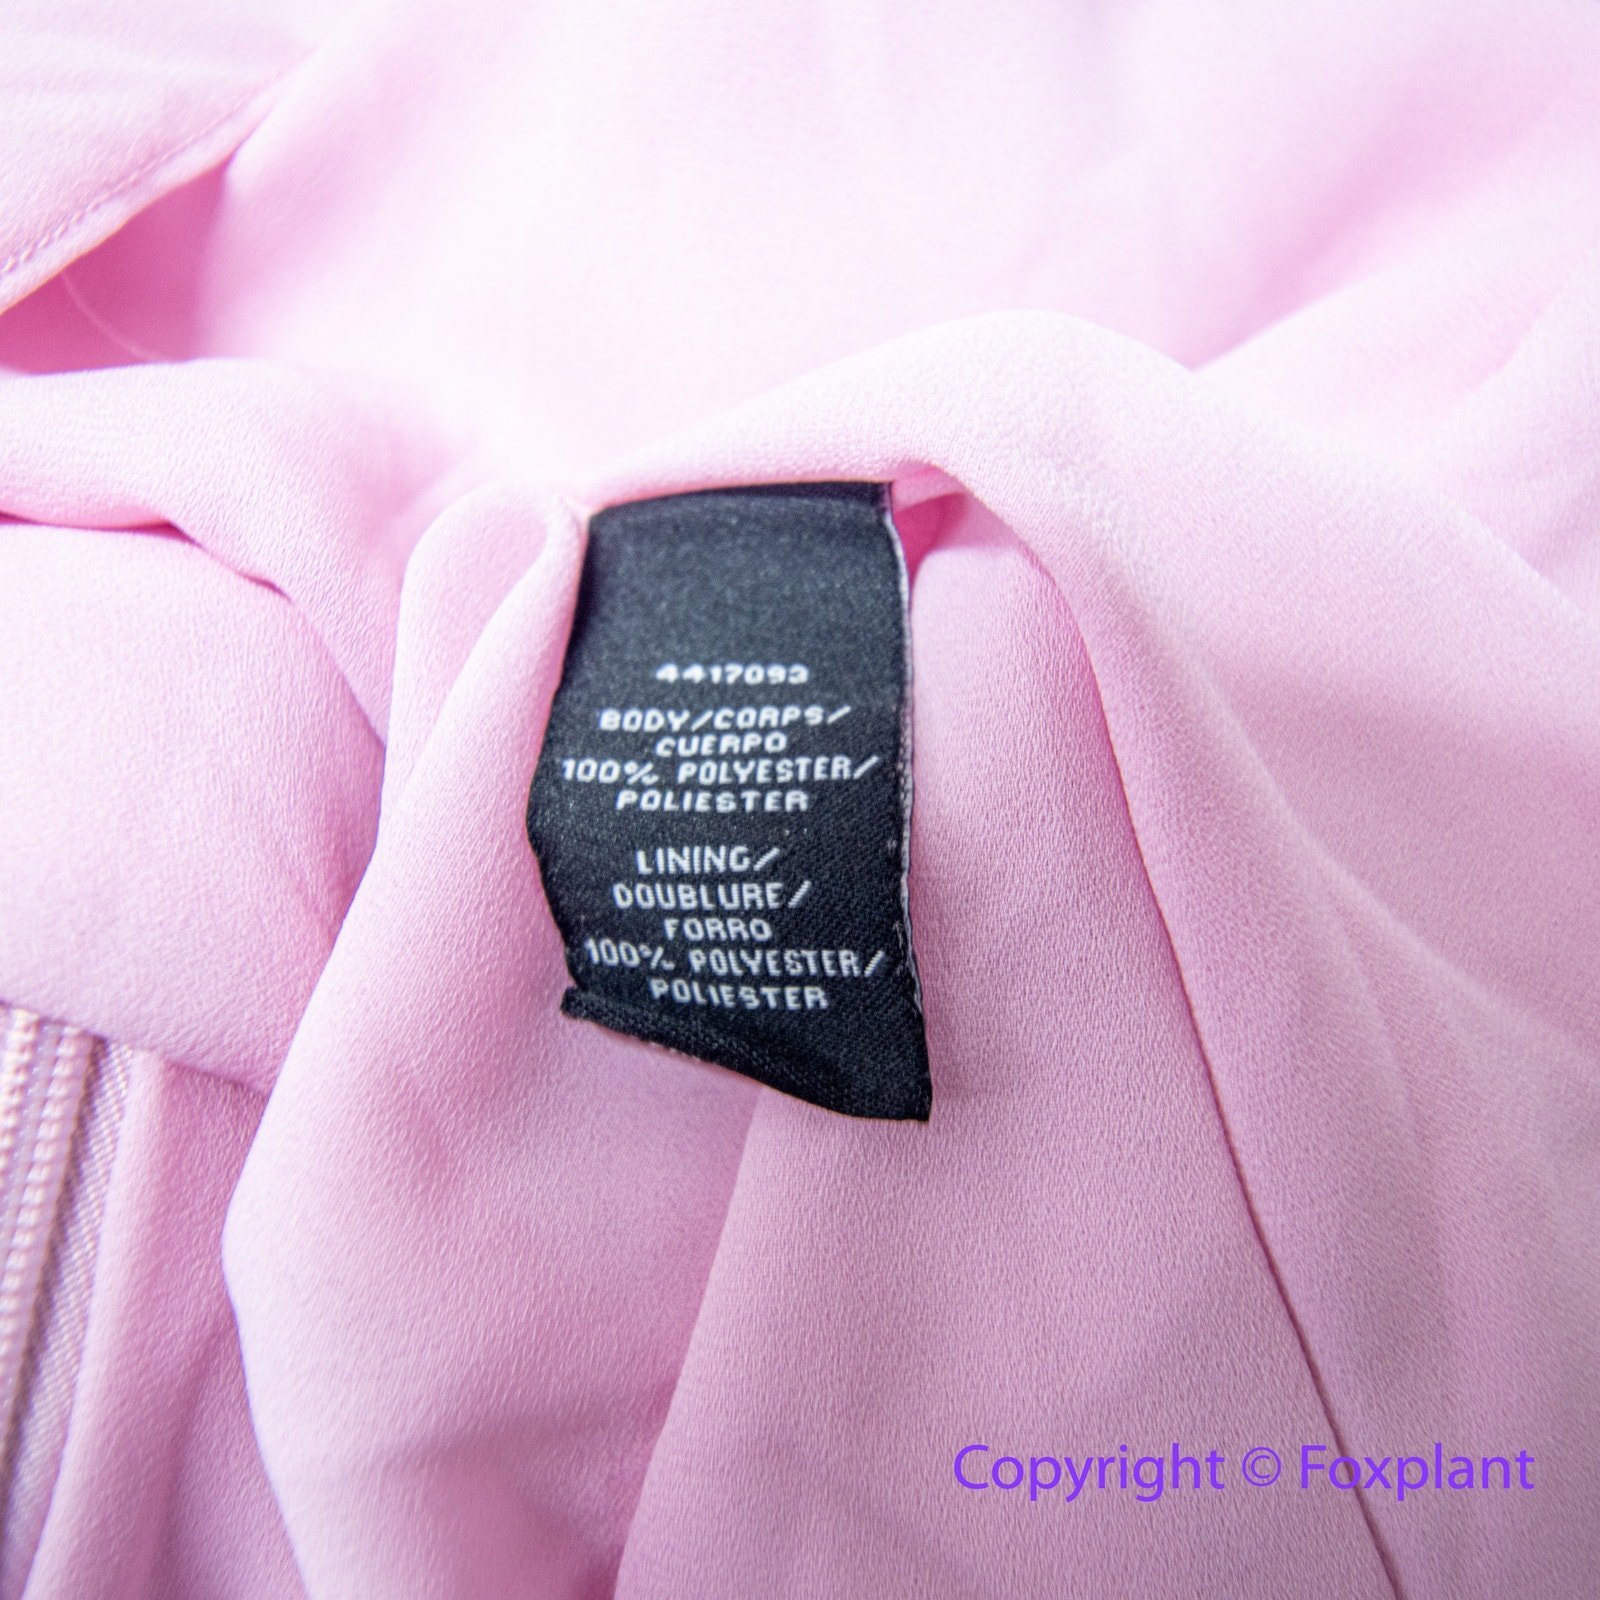 4417093
BODY/CORPS/
CUERPO
100% POLYESTER/
POLIESTER
LINING/
DOUBLURE/
FORRO
100% POLYESTER/
POLIESTER
Copyright © Foxplant